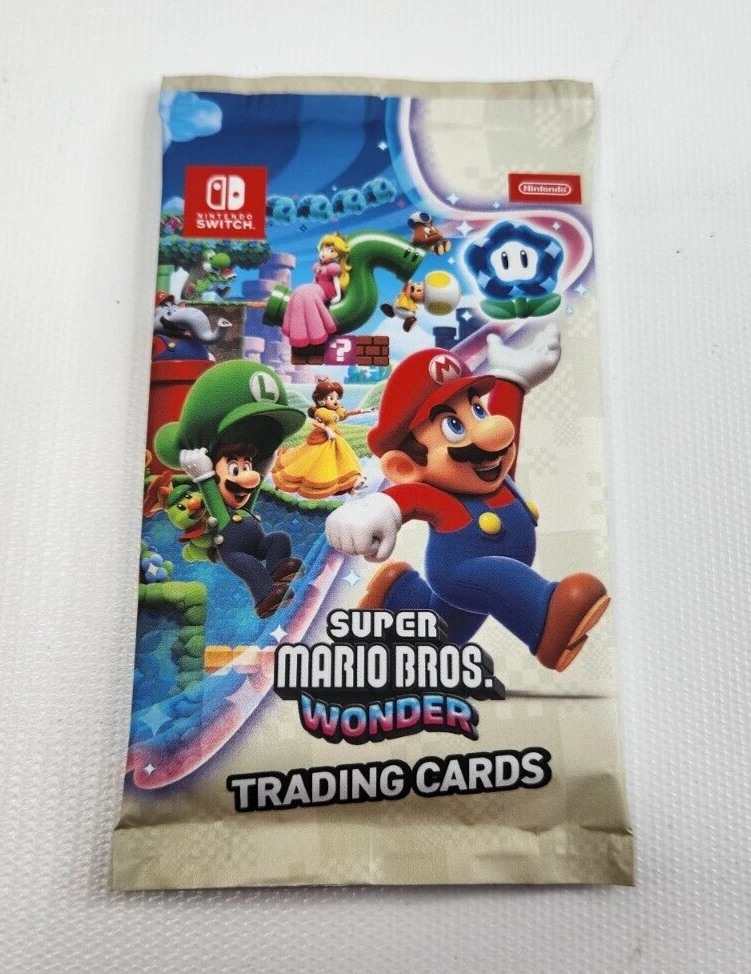 NINTENDO
SWITCH
Nintendo
?
L
M
SUPER
MARIO BROS.
WONDER
TRADING CARDS